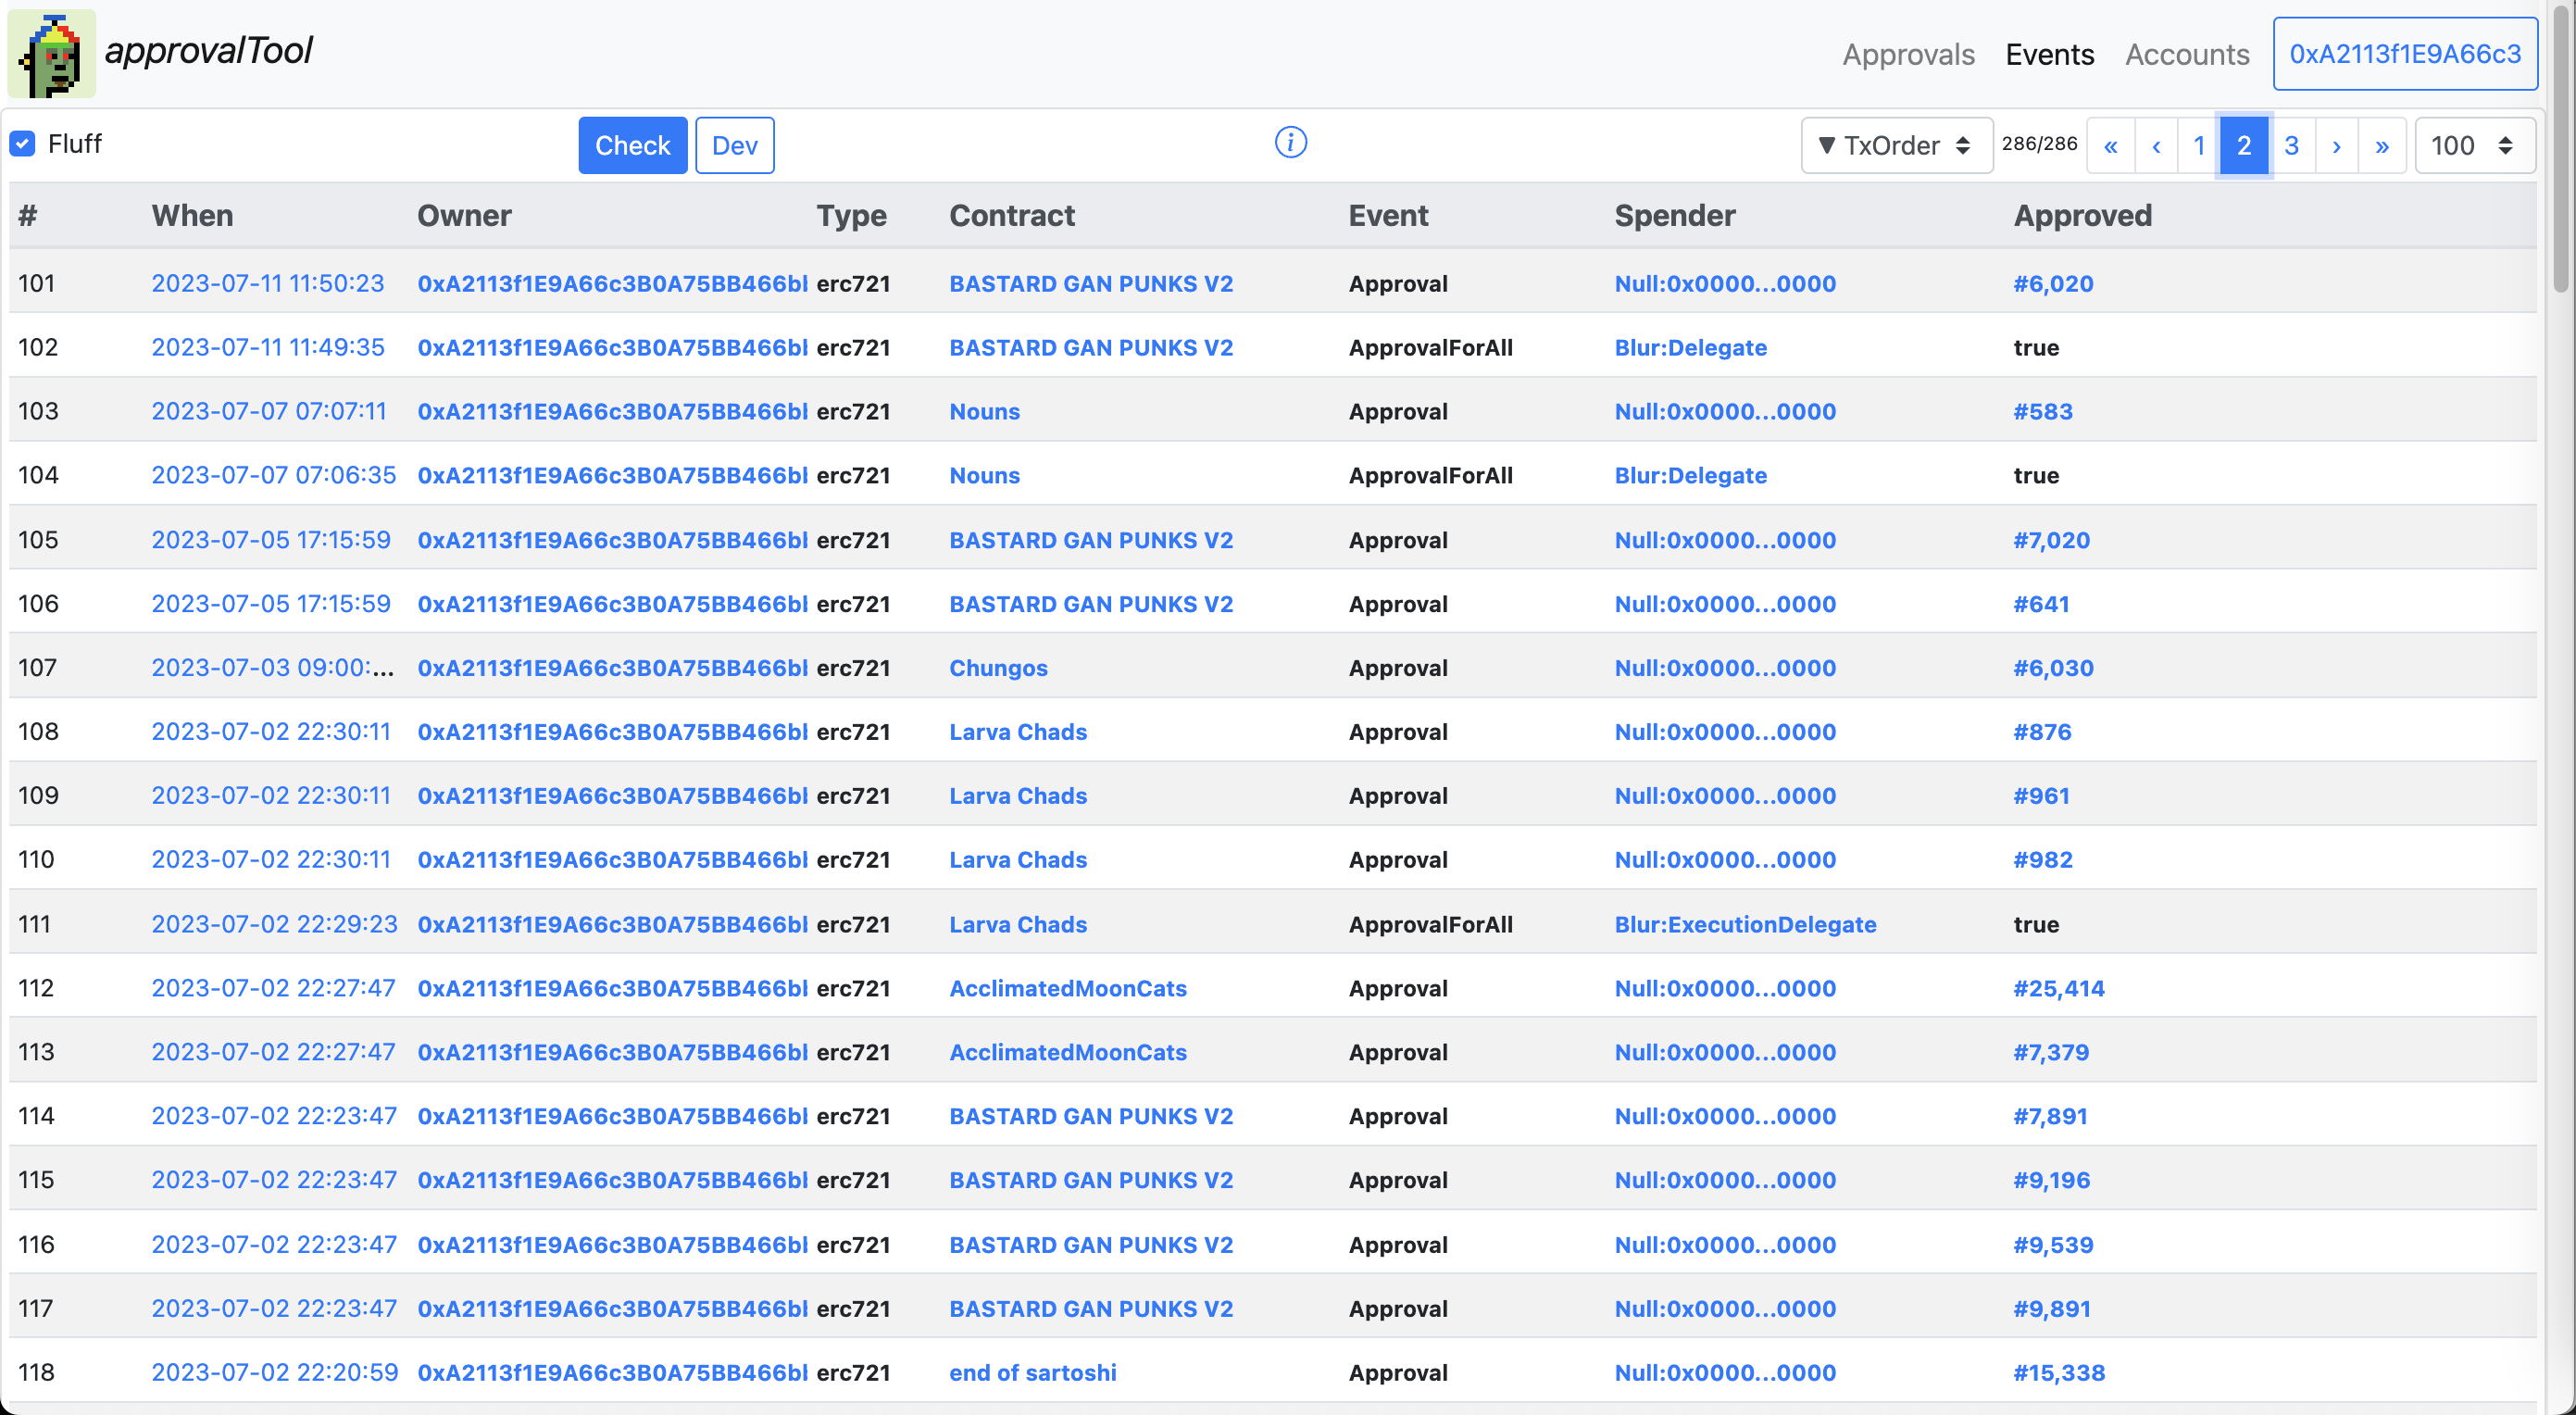 approvalTool Approvals Events Accounts 0xA2113f1E9A66c3
Fluff Check Dev i ▼ TxOrder 286/286 « ‹ 1 2 3 › » 100
# When Owner Type Contract Event Spender Approved
101 2023-07-11 11:50:23 0xA2113f1E9A66c3B0A75BB466bl erc721 BASTARD GAN PUNKS V2 Approval Null:0x0000...0000 #6,020
102 2023-07-11 11:49:35 0xA2113f1E9A66c3B0A75BB466bl erc721 BASTARD GAN PUNKS V2 ApprovalForAll Blur:Delegate true
103 2023-07-07 07:07:11 0xA2113f1E9A66c3B0A75BB466bl erc721 Nouns Approval Null:0x0000...0000 #583
104 2023-07-07 07:06:35 0xA2113f1E9A66c3B0A75BB466bl erc721 Nouns ApprovalForAll Blur:Delegate true
105 2023-07-05 17:15:59 0xA2113f1E9A66c3B0A75BB466bl erc721 BASTARD GAN PUNKS V2 Approval Null:0x0000...0000 #7,020
106 2023-07-05 17:15:59 0xA2113f1E9A66c3B0A75BB466bl erc721 BASTARD GAN PUNKS V2 Approval Null:0x0000...0000 #641
107 2023-07-03 09:00:... 0xA2113f1E9A66c3B0A75BB466bl erc721 Chungos Approval Null:0x0000...0000 #6,030
108 2023-07-02 22:30:11 0xA2113f1E9A66c3B0A75BB466bl erc721 Larva Chads Approval Null:0x0000...0000 #876
109 2023-07-02 22:30:11 0xA2113f1E9A66c3B0A75BB466bl erc721 Larva Chads Approval Null:0x0000...0000 #961
110 2023-07-02 22:30:11 0xA2113f1E9A66c3B0A75BB466bl erc721 Larva Chads Approval Null:0x0000...0000 #982
111 2023-07-02 22:29:23 0xA2113f1E9A66c3B0A75BB466bl erc721 Larva Chads ApprovalForAll Blur:ExecutionDelegate true
112 2023-07-02 22:27:47 0xA2113f1E9A66c3B0A75BB466bl erc721 AcclimatedMoonCats Approval Null:0x0000...0000 #25,414
113 2023-07-02 22:27:47 0xA2113f1E9A66c3B0A75BB466bl erc721 AcclimatedMoonCats Approval Null:0x0000...0000 #7,379
114 2023-07-02 22:23:47 0xA2113f1E9A66c3B0A75BB466bl erc721 BASTARD GAN PUNKS V2 Approval Null:0x0000...0000 #7,891
115 2023-07-02 22:23:47 0xA2113f1E9A66c3B0A75BB466bl erc721 BASTARD GAN PUNKS V2 Approval Null:0x0000...0000 #9,196
116 2023-07-02 22:23:47 0xA2113f1E9A66c3B0A75BB466bl erc721 BASTARD GAN PUNKS V2 Approval Null:0x0000...0000 #9,539
117 2023-07-02 22:23:47 0xA2113f1E9A66c3B0A75BB466bl erc721 BASTARD GAN PUNKS V2 Approval Null:0x0000...0000 #9,891
118 2023-07-02 22:20:59 0xA2113f1E9A66c3B0A75BB466bl erc721 end of sartoshi Approval Null:0x0000...0000 #15,338